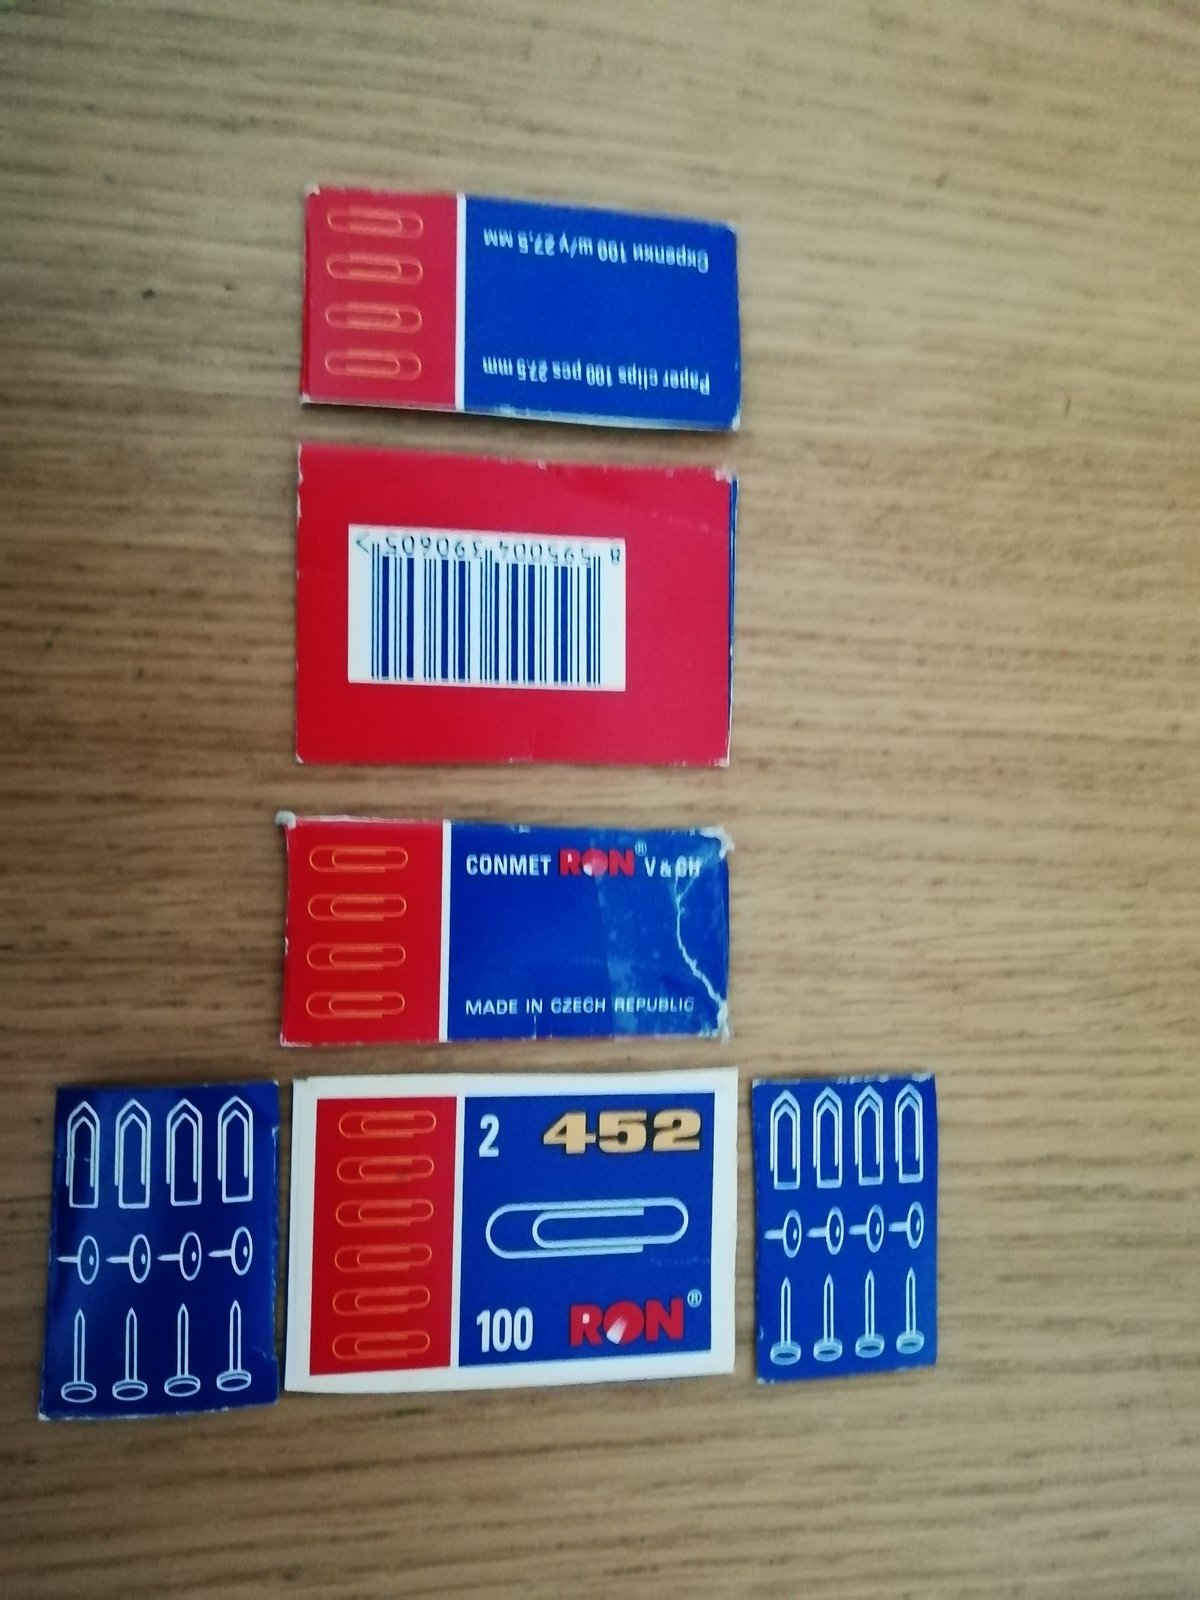 Скрепки 100 ш/у 27,5 мм
Paper clips 100 pcs 27.5 mm
8 595004 390605 >
CONMET RON® V & CH
MADE IN CZECH REPUBLIC
2 452
100 RON®